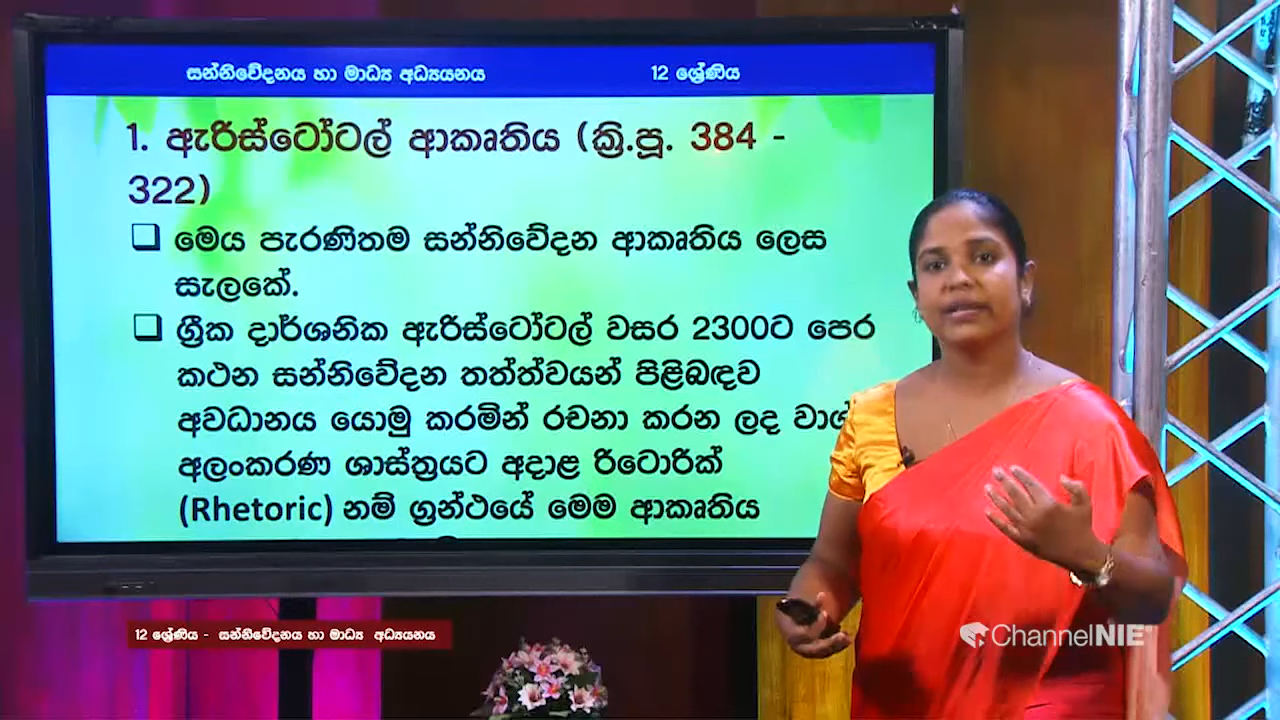 සන්නිවේදනය හා මාධ්‍ය අධ්‍යයනය 12 ශ්‍රේණිය
1. ඇරිස්ටෝටල් ආකෘතිය (ක්‍රි.පූ. 384 -
322)
❑ මෙය පැරණිතම සන්නිවේදන ආකෘතිය ලෙස
සැලකේ.
❑ ග්‍රීක දාර්ශනික ඇරිස්ටෝටල් වසර 2300ට පෙර
කථන සන්නිවේදන තත්ත්වයන් පිළිබඳව
අවධානය යොමු කරමින් රචනා කරන ලද
අලංකරණ ශාස්ත්‍රයට අදාළ රිටොරික්
(Rhetoric) නම් ග්‍රන්ථයේ මෙම ආකෘතිය
12 ශ්‍රේණිය - සන්නිවේදනය හා මාධ්‍ය අධ්‍යයනය
ChannelNIE